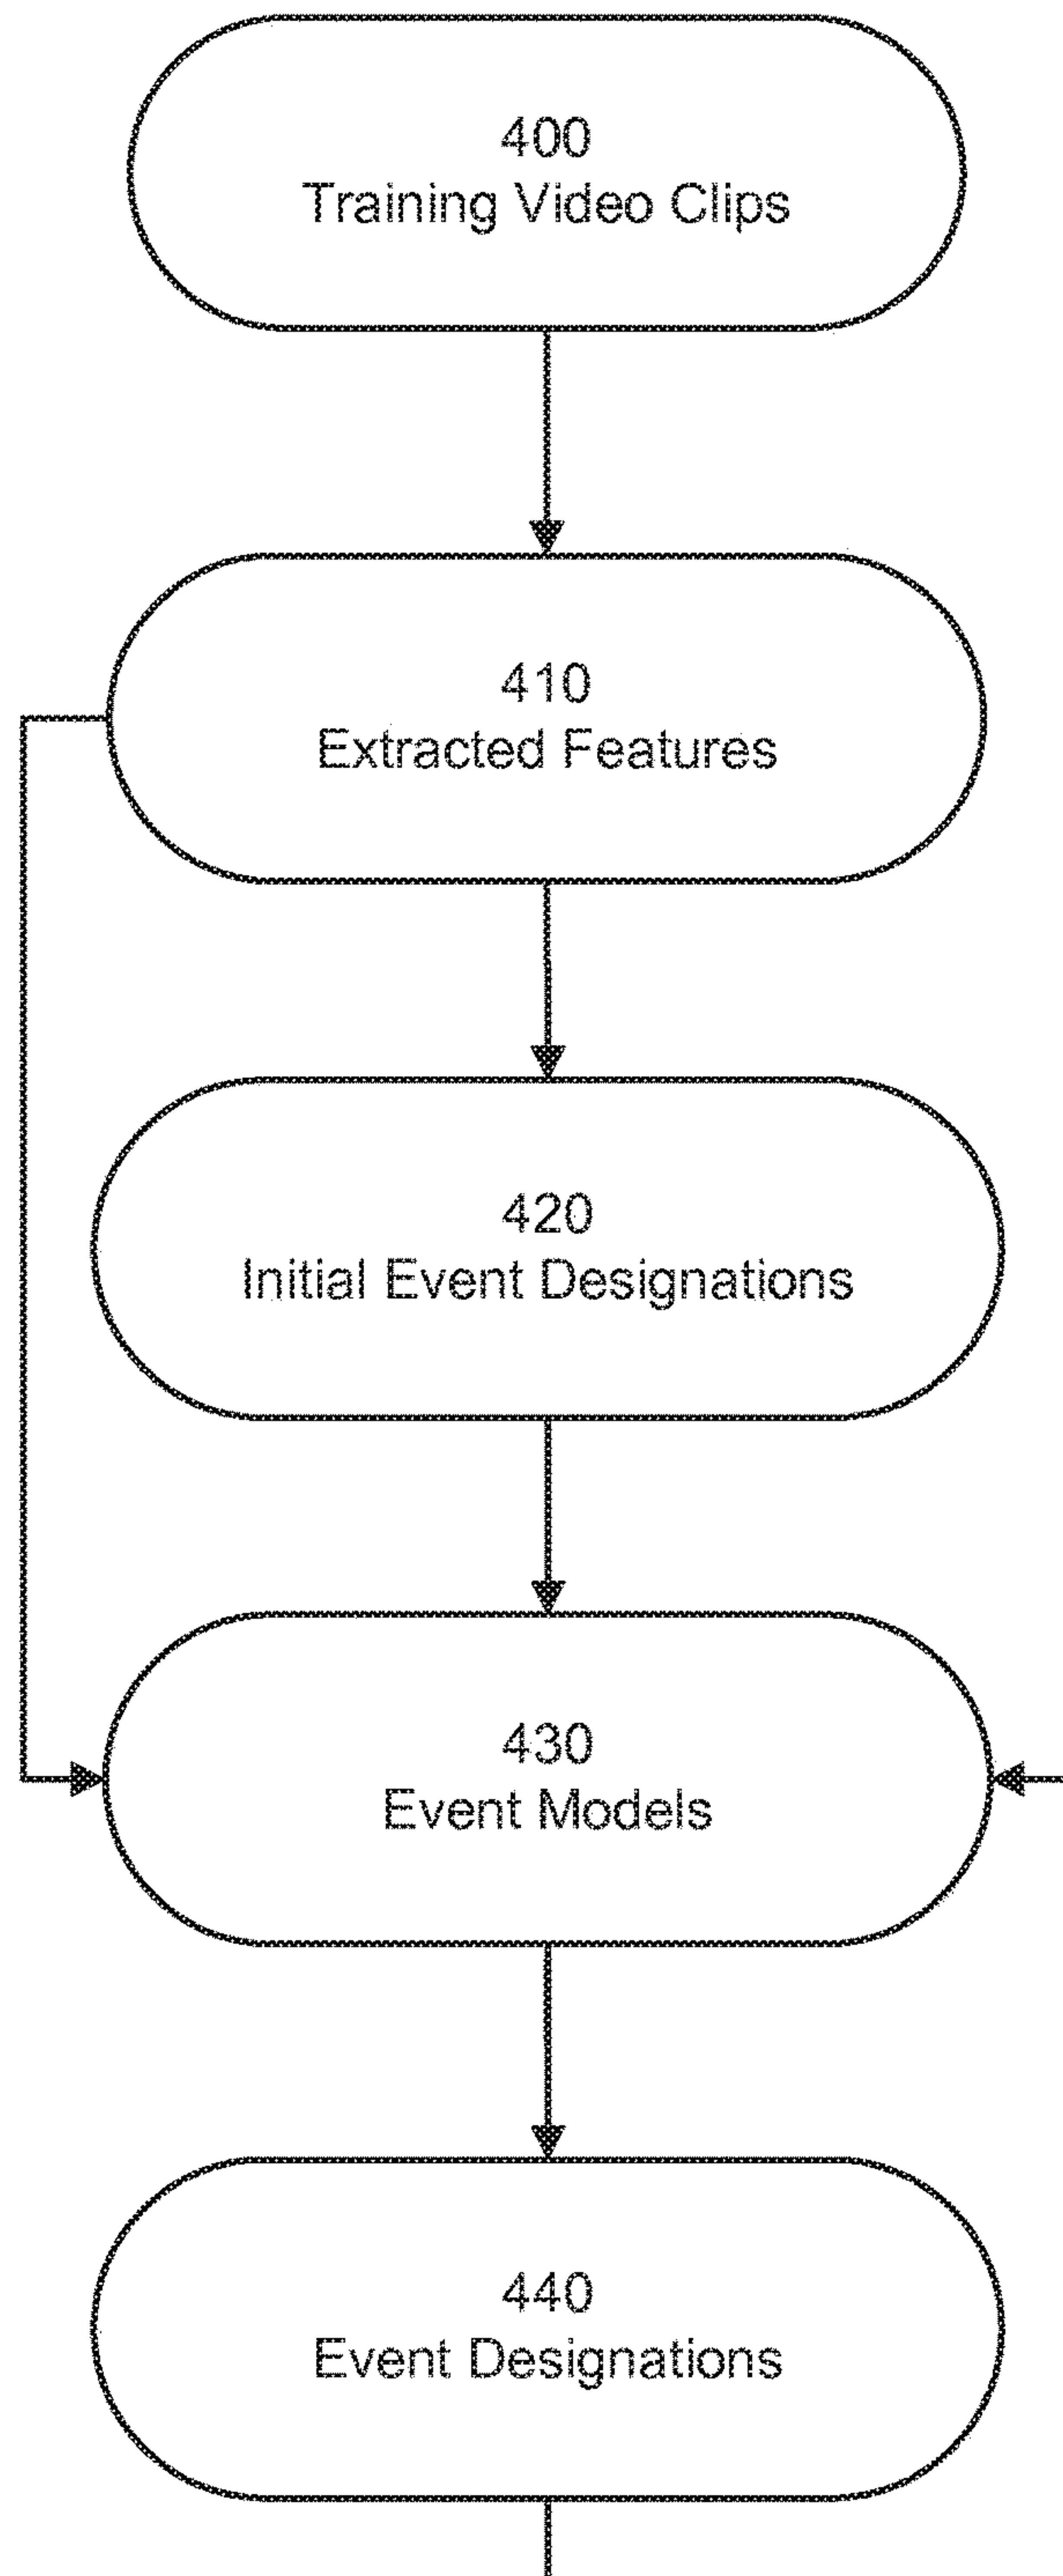 400
Training Video Clips
410
Extracted Features
420
Initial Event Designations
430
Event Models
440
Event Designations